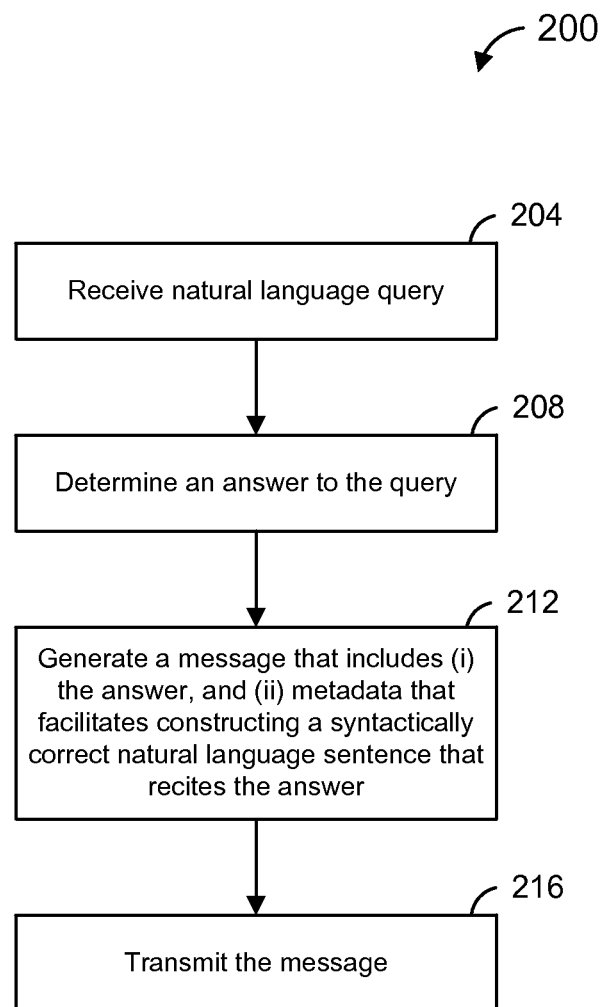 200
204
Receive natural language query
208
Determine an answer to the query
212
Generate a message that includes (i)
the answer, and (ii) metadata that
facilitates constructing a syntactically
correct natural language sentence that
recites the answer
216
Transmit the message